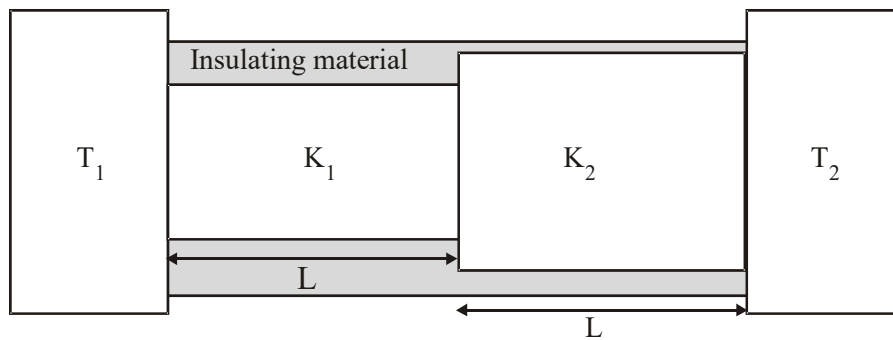 Insulating material
T₁ K₁ K₂ T₂
L
L